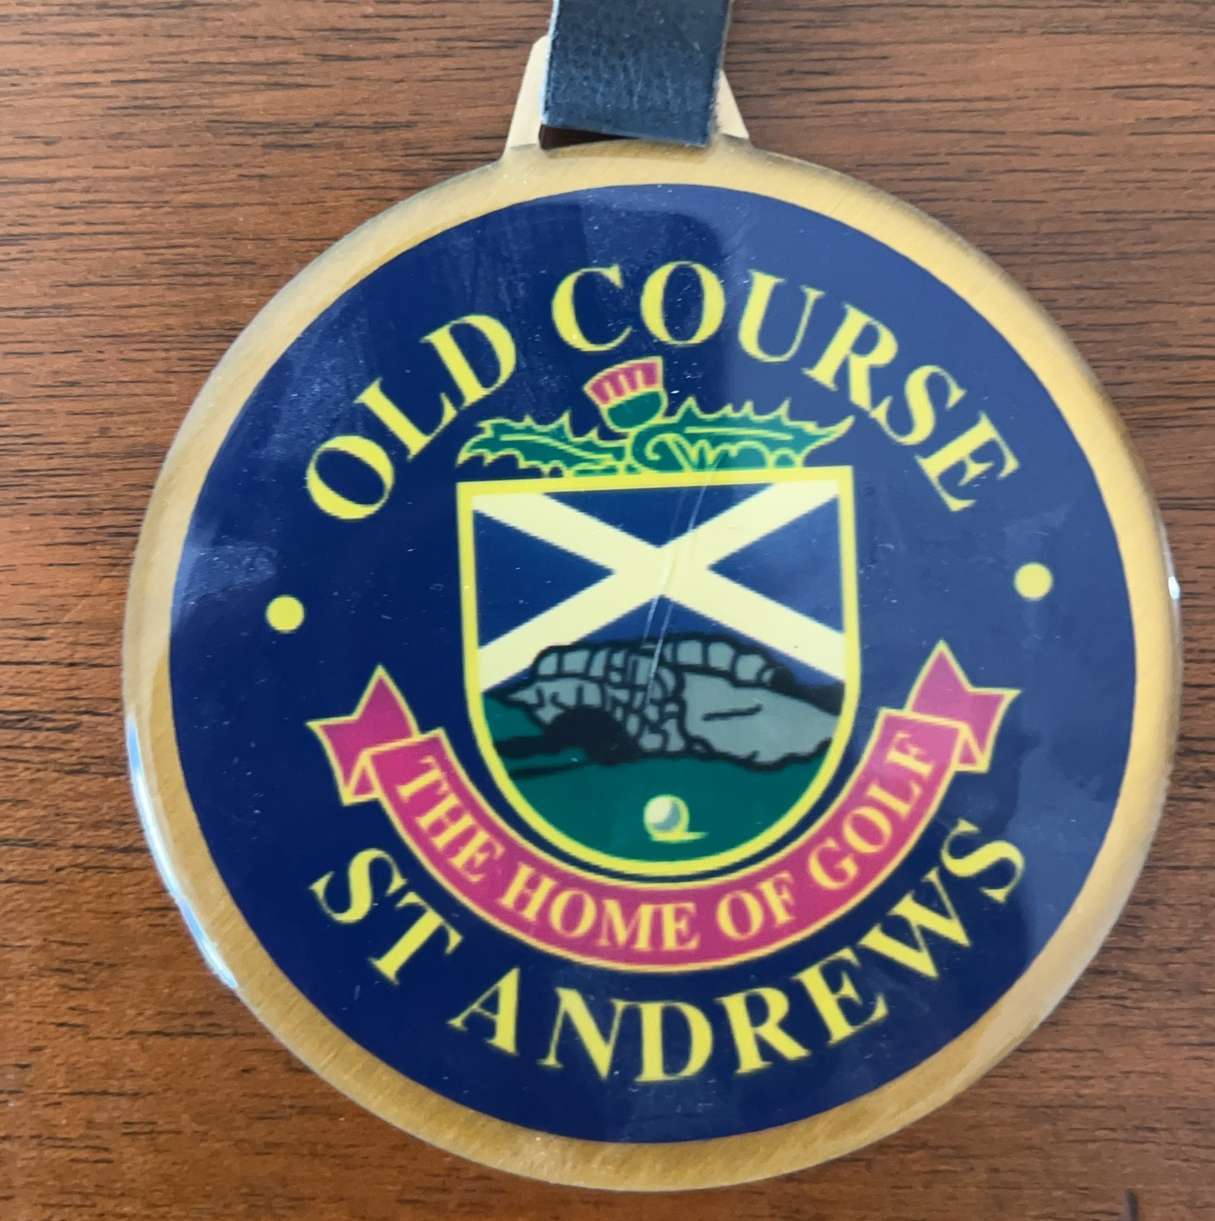 OLD COURSE
THE HOME OF GOLF
ST ANDREWS